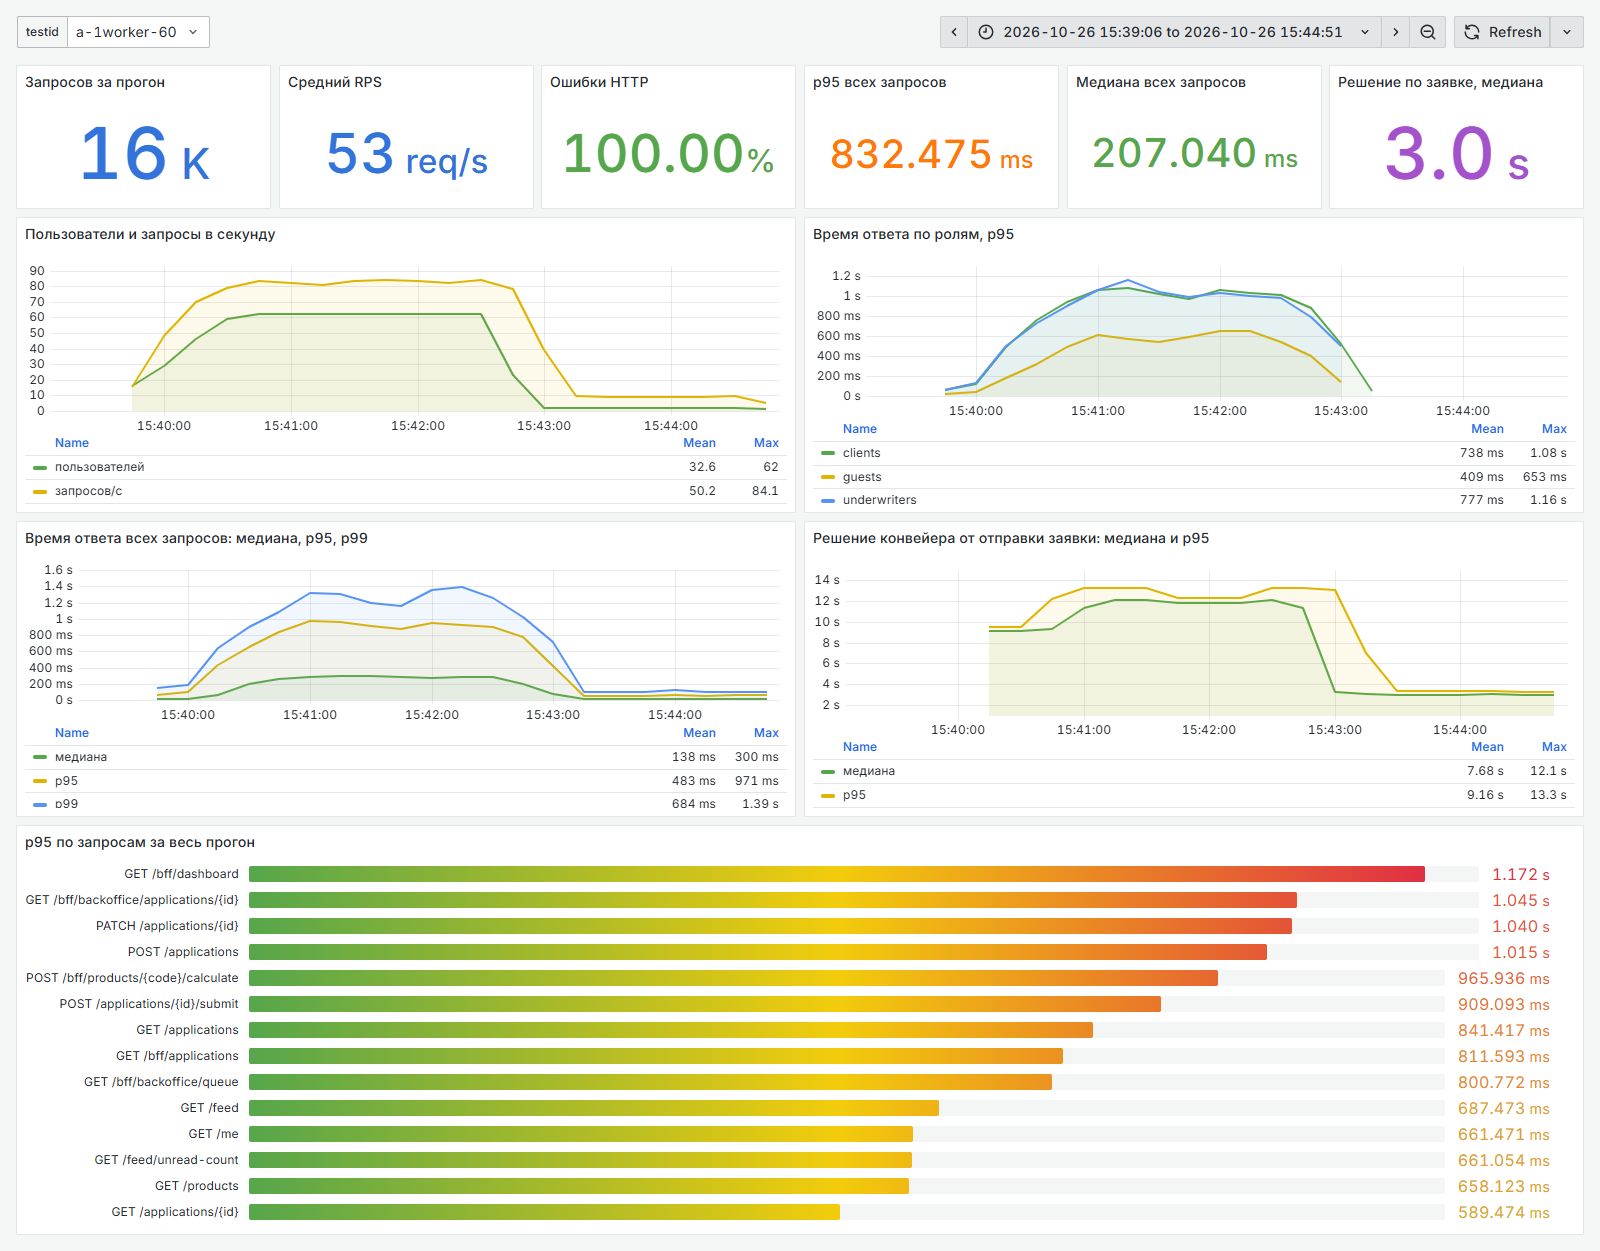 testid a-1worker-60
2026-10-26 15:39:06 to 2026-10-26 15:44:51 Refresh
Запросов за прогон
16 K
Средний RPS
53 req/s
Ошибки HTTP
100.00%
p95 всех запросов
832.475 ms
Медиана всех запросов
207.040 ms
Решение по заявке, медиана
3.0 s
Пользователи и запросы в секунду
90
80
70
60
50
40
30
20
10
0
15:40:00 15:41:00 15:42:00 15:43:00 15:44:00
Name Mean Max
пользователей 32.6 62
запросов/с 50.2 84.1
Время ответа по ролям, p95
1.2 s
1 s
800 ms
600 ms
400 ms
200 ms
0 s
15:40:00 15:41:00 15:42:00 15:43:00 15:44:00
Name Mean Max
clients 738 ms 1.08 s
guests 409 ms 653 ms
underwriters 777 ms 1.16 s
Время ответа всех запросов: медиана, p95, p99
1.6 s
1.4 s
1.2 s
1 s
800 ms
600 ms
400 ms
200 ms
0 s
15:40:00 15:41:00 15:42:00 15:43:00 15:44:00
Name Mean Max
медиана 138 ms 300 ms
p95 483 ms 971 ms
p99 684 ms 1.39 s
Решение конвейера от отправки заявки: медиана и p95
14 s
12 s
10 s
8 s
6 s
4 s
2 s
15:40:00 15:41:00 15:42:00 15:43:00 15:44:00
Name Mean Max
медиана 7.68 s 12.1 s
p95 9.16 s 13.3 s
p95 по запросам за весь прогон
GET /bff/dashboard 1.172 s
GET /bff/backoffice/applications/{id} 1.045 s
PATCH /applications/{id} 1.040 s
POST /applications 1.015 s
POST /bff/products/{code}/calculate 965.936 ms
POST /applications/{id}/submit 909.093 ms
GET /applications 841.417 ms
GET /bff/applications 811.593 ms
GET /bff/backoffice/queue 800.772 ms
GET /feed 687.473 ms
GET /me 661.471 ms
GET /feed/unread-count 661.054 ms
GET /products 658.123 ms
GET /applications/{id} 589.474 ms